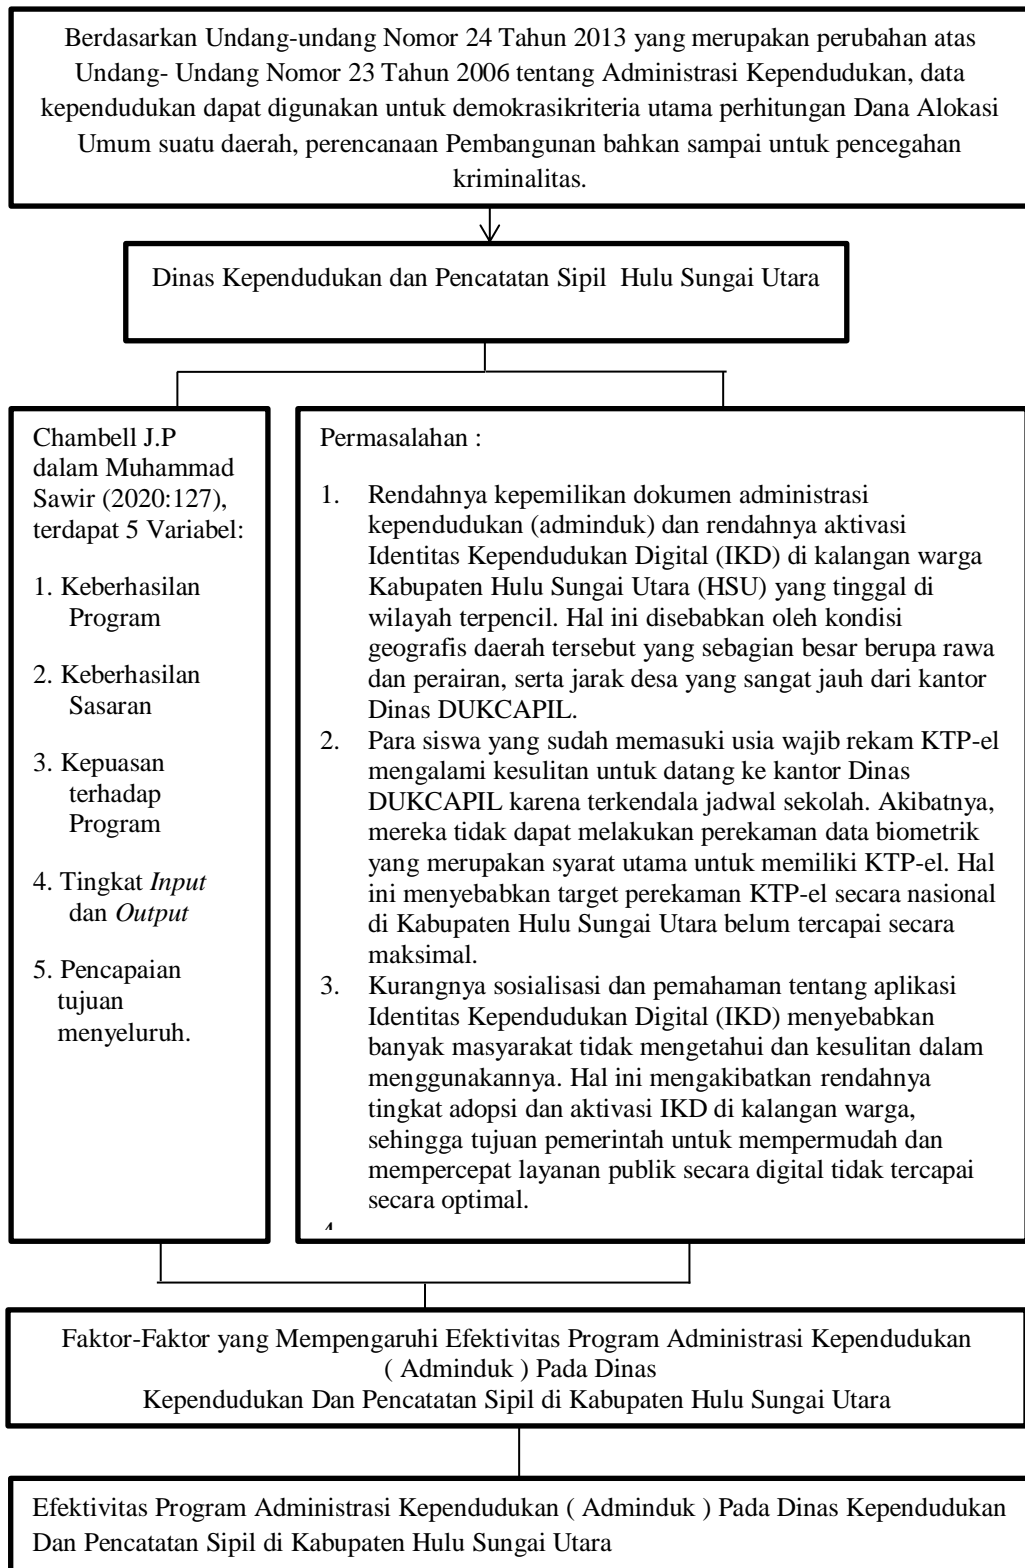 Berdasarkan Undang-undang Nomor 24 Tahun 2013 yang merupakan perubahan atas
Undang- Undang Nomor 23 Tahun 2006 tentang Administrasi Kependudukan, data
kependudukan dapat digunakan untuk demokrasikriteria utama perhitungan Dana Alokasi
Umum suatu daerah, perencanaan Pembangunan bahkan sampai untuk pencegahan
kriminalitas.
Dinas Kependudukan dan Pencatatan Sipil Hulu Sungai Utara
Chambell J.P
dalam Muhammad
Sawir (2020:127),
terdapat 5 Variabel:
1. Keberhasilan
Program
2. Keberhasilan
Sasaran
3. Kepuasan
terhadap
Program
4. Tingkat Input
dan Output
5. Pencapaian
tujuan
menyeluruh.
Permasalahan :
1. Rendahnya kepemilikan dokumen administrasi
kependudukan (adminduk) dan rendahnya aktivasi
Identitas Kependudukan Digital (IKD) di kalangan warga
Kabupaten Hulu Sungai Utara (HSU) yang tinggal di
wilayah terpencil. Hal ini disebabkan oleh kondisi
geografis daerah tersebut yang sebagian besar berupa rawa
dan perairan, serta jarak desa yang sangat jauh dari kantor
Dinas DUKCAPIL.
2. Para siswa yang sudah memasuki usia wajib rekam KTP-el
mengalami kesulitan untuk datang ke kantor Dinas
DUKCAPIL karena terkendala jadwal sekolah. Akibatnya,
mereka tidak dapat melakukan perekaman data biometrik
yang merupakan syarat utama untuk memiliki KTP-el. Hal
ini menyebabkan target perekaman KTP-el secara nasional
di Kabupaten Hulu Sungai Utara belum tercapai secara
maksimal.
3. Kurangnya sosialisasi dan pemahaman tentang aplikasi
Identitas Kependudukan Digital (IKD) menyebabkan
banyak masyarakat tidak mengetahui dan kesulitan dalam
menggunakannya. Hal ini mengakibatkan rendahnya
tingkat adopsi dan aktivasi IKD di kalangan warga,
sehingga tujuan pemerintah untuk mempermudah dan
mempercepat layanan publik secara digital tidak tercapai
secara optimal.
Faktor-Faktor yang Mempengaruhi Efektivitas Program Administrasi Kependudukan
( Adminduk ) Pada Dinas
Kependudukan Dan Pencatatan Sipil di Kabupaten Hulu Sungai Utara
Efektivitas Program Administrasi Kependudukan ( Adminduk ) Pada Dinas Kependudukan
Dan Pencatatan Sipil di Kabupaten Hulu Sungai Utara